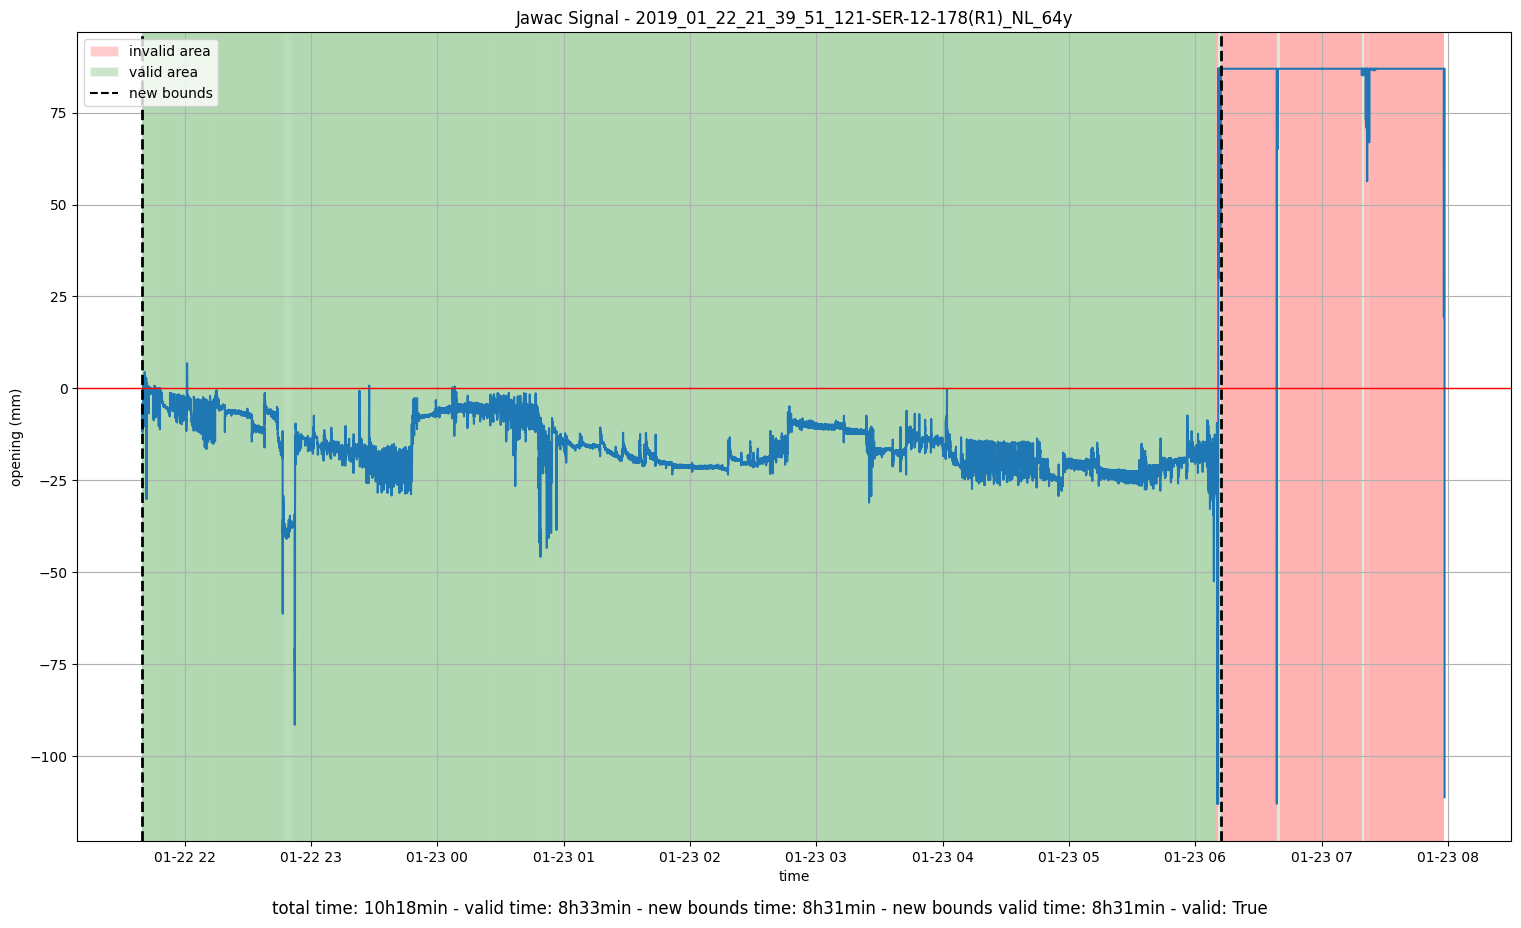 Jawac Signal - 2019_01_22_21_39_51_121-SER-12-178(R1)_NL_64y
invalid area
valid area
new bounds
75
50
25
0
−25
−50
−75
−100
opening (mm)
01-22 22
01-22 23
01-23 00
01-23 01
01-23 02
01-23 03
01-23 04
01-23 05
01-23 06
01-23 07
01-23 08
time
total time: 10h18min - valid time: 8h33min - new bounds time: 8h31min - new bounds valid time: 8h31min - valid: True